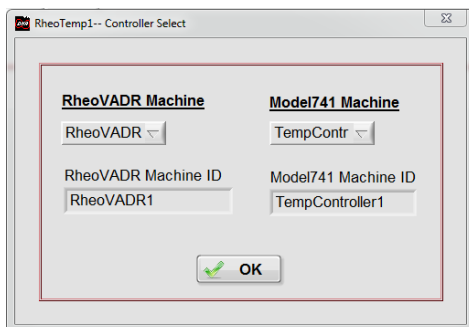 RheoTemp1-- Controller Select
RheoVADR Machine
Model741 Machine
RheoVADR
TempContr
RheoVADR Machine ID
Model741 Machine ID
RheoVADR1
TempController1
OK